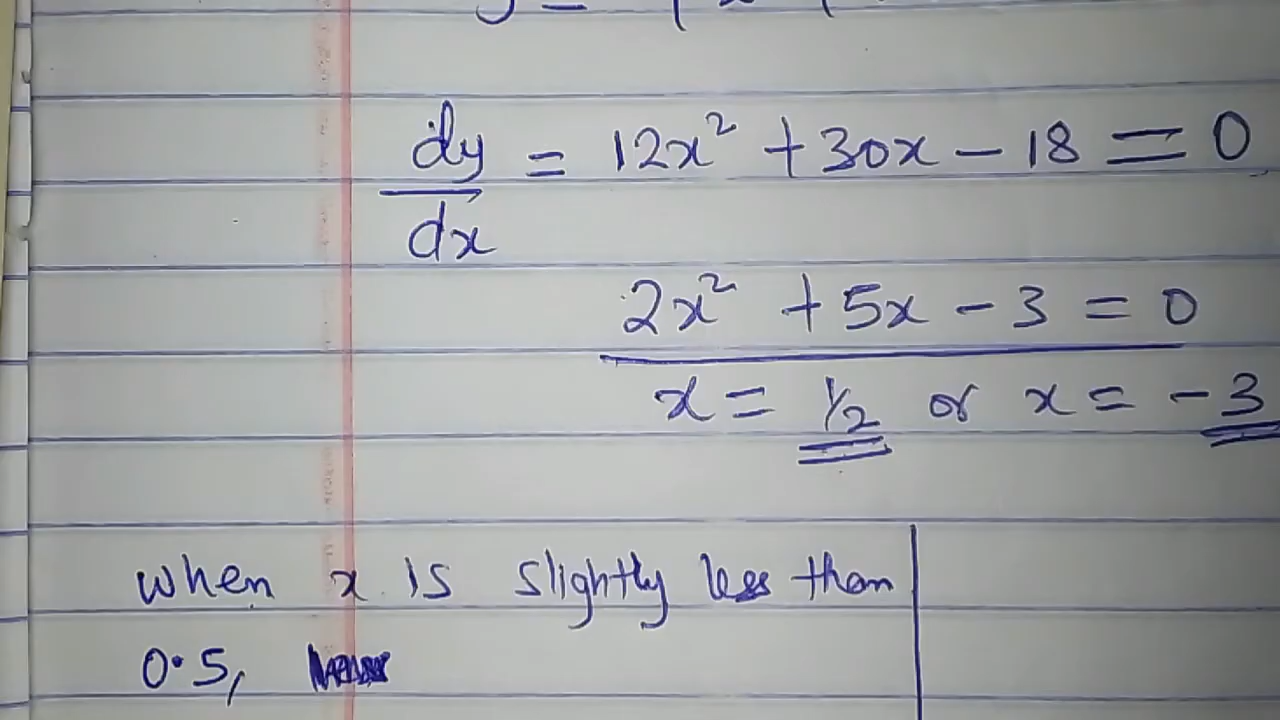 dy/dx = 12x² + 30x - 18 = 0
2x² + 5x - 3 = 0
x = 1/2 or x = -3
when x is slightly less than
0.5,